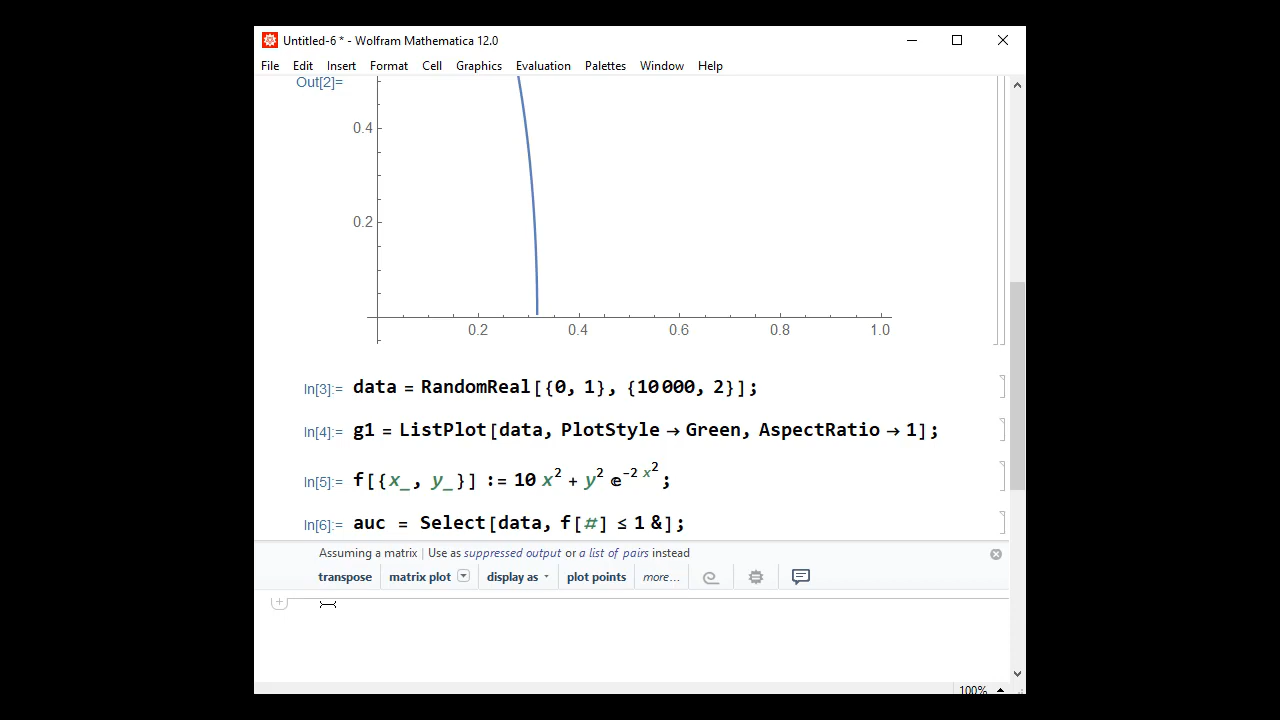 Untitled-6 * - Wolfram Mathematica 12.0
File Edit Insert Format Cell Graphics Evaluation Palettes Window Help
Out[2]=
0.4
0.2
0.2 0.4 0.6 0.8 1.0
In[3]:= data = RandomReal[{0, 1}, {10 000, 2}];
In[4]:= g1 = ListPlot[data, PlotStyle → Green, AspectRatio → 1];
In[5]:= f[{x_, y_}] := 10 x² + y² ⅇ^(-2 x²);
In[6]:= auc = Select[data, f[#] ≤ 1 &];
Assuming a matrix | Use as suppressed output or a list of pairs instead
transpose matrix plot display as plot points more...
100%